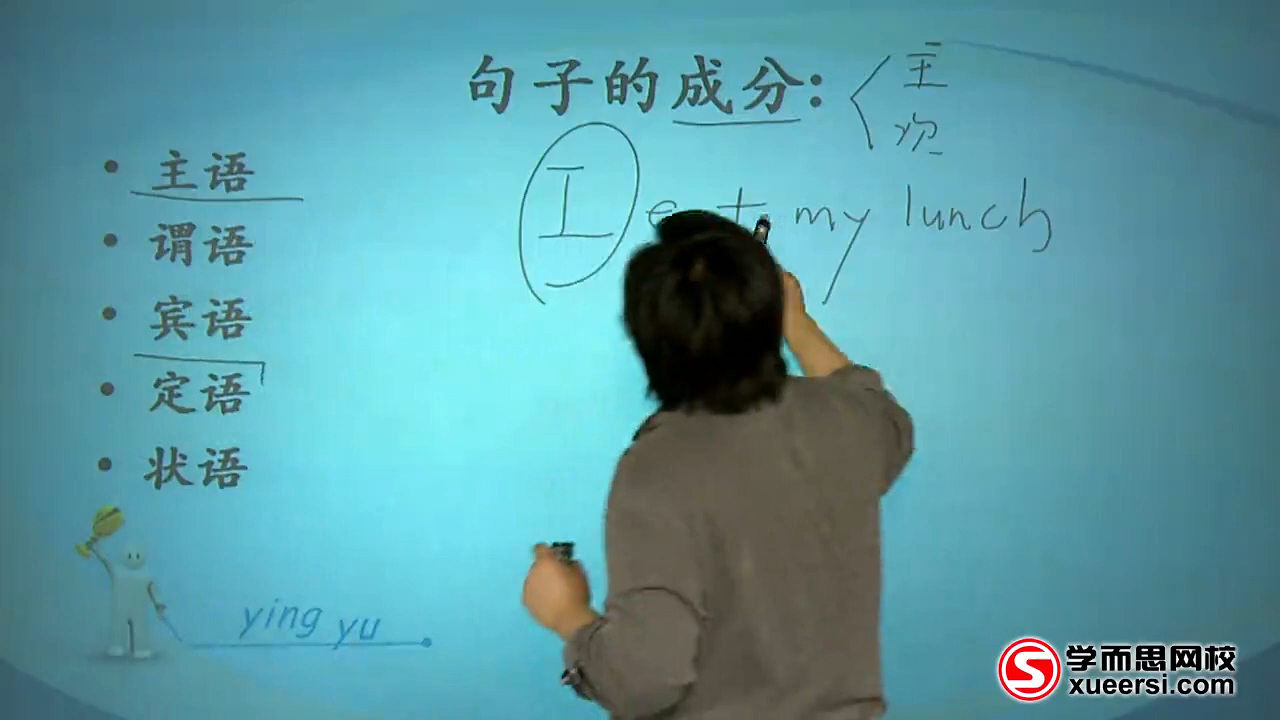 句子的成分:
主
次
I eat my lunch
• 主语
• 谓语
• 宾语
• 定语
• 状语
ying yu
学而思网校
xueersi.com